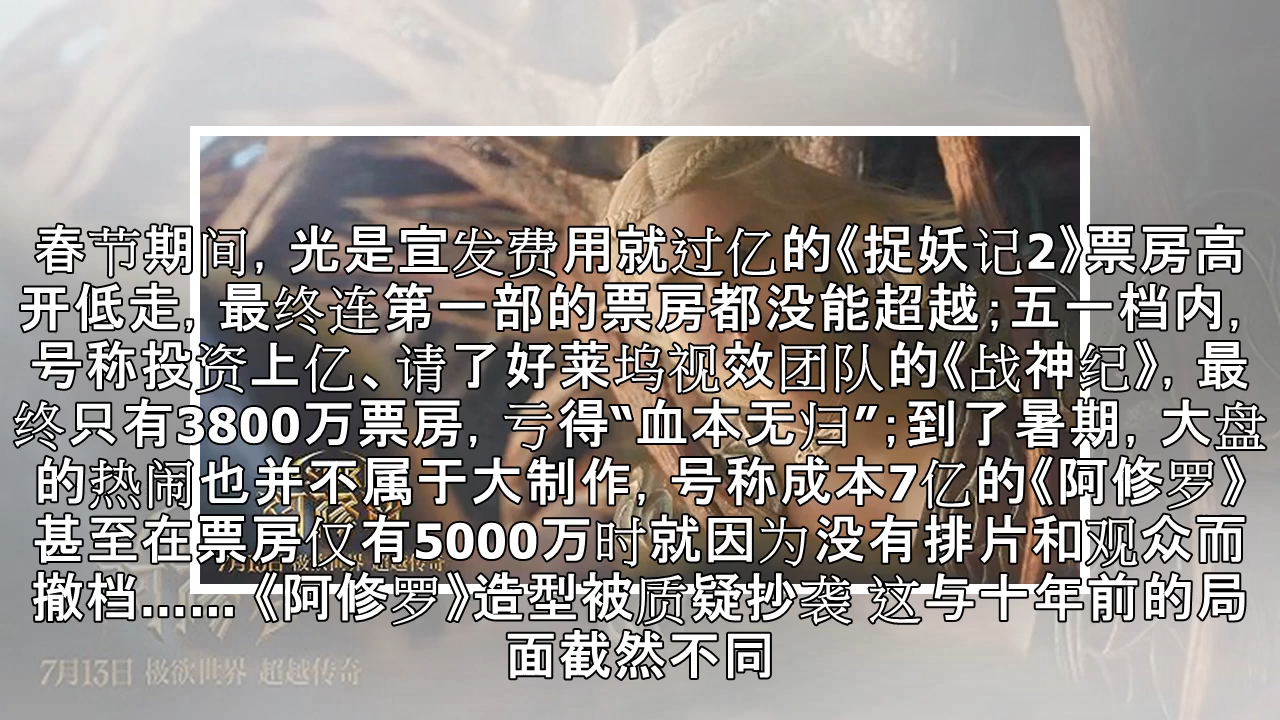 春节期间, 光是宣发费用就过亿的《捉妖记2》票房高
开低走, 最终连第一部的票房都没能超越;五一档内,
号称投资上亿、请了好莱坞视效团队的《战神纪》, 最
终只有3800万票房, 亏得“血本无归”;到了暑期, 大盘
的热闹也并不属于大制作, 号称成本7亿的《阿修罗》
甚至在票房仅有5000万时就因为没有排片和观众而
撤档…… 《阿修罗》造型被质疑抄袭 这与十年前的局
面截然不同
7月13日 极欲世界 超越传奇